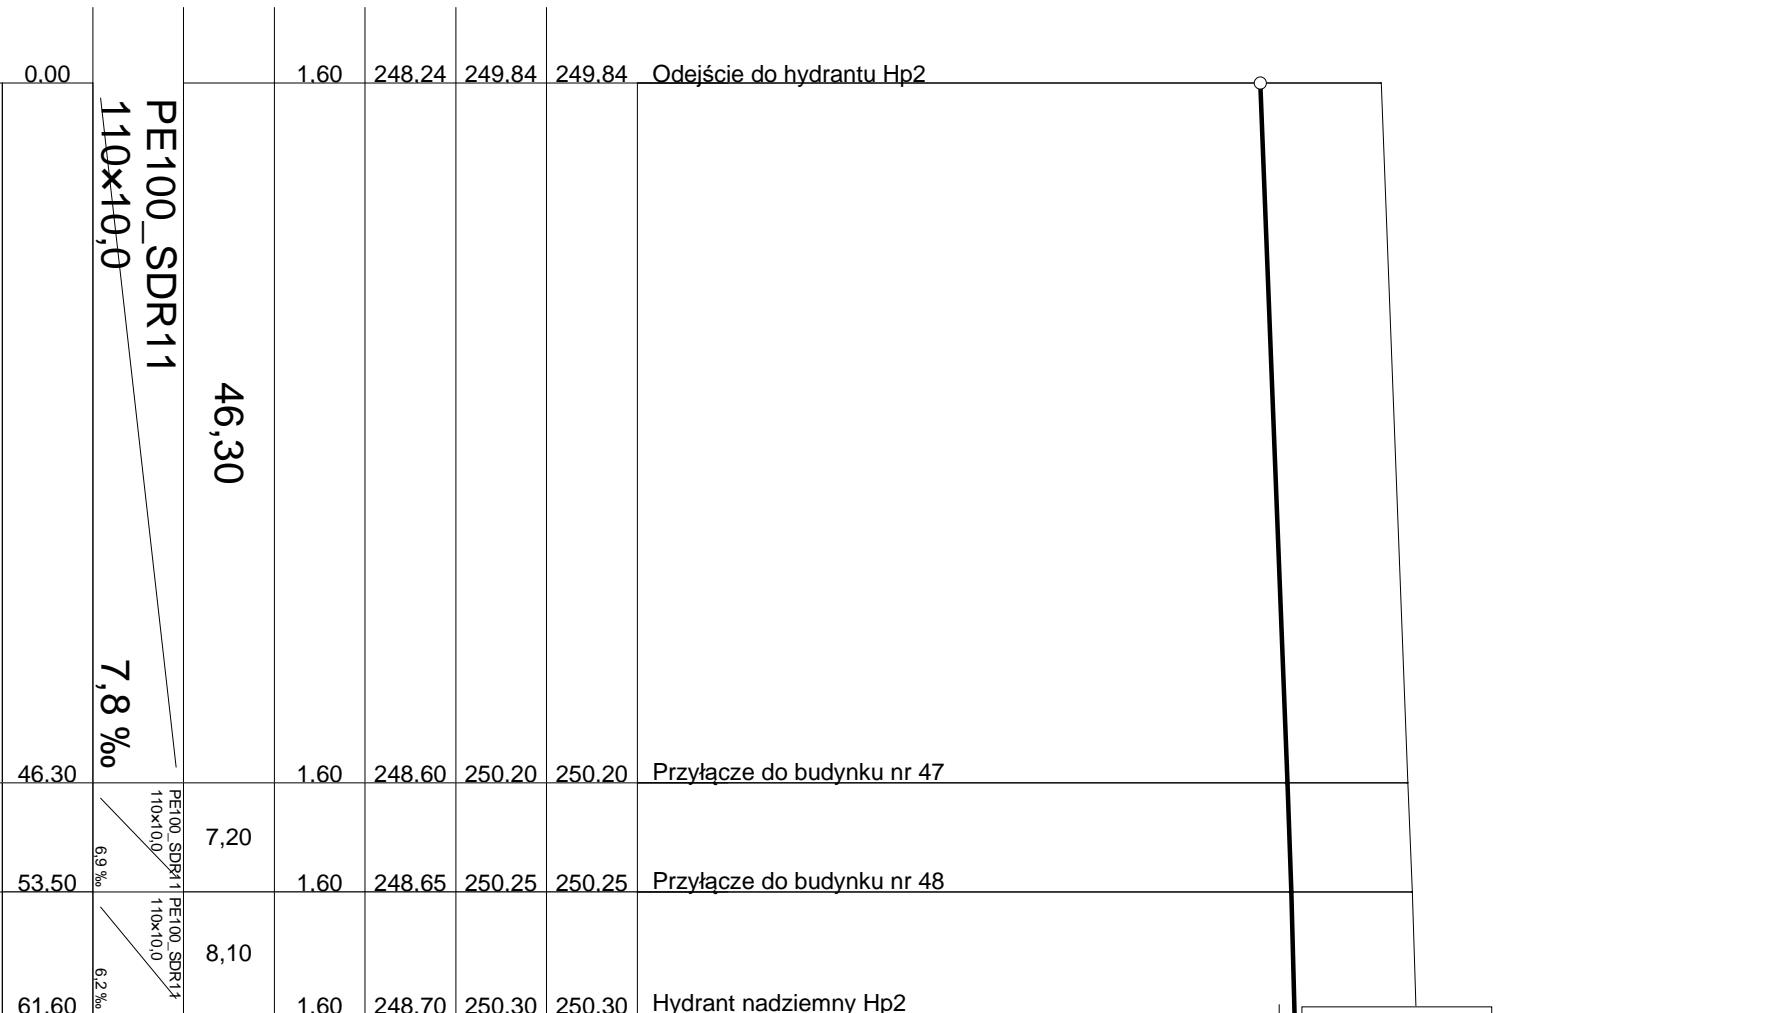 0.00 1.60 248.24 249.84 249.84 Odejście do hydrantu Hp2
PE100_SDR11
110×10,0
7,8 ‰
46,30
46.30 1.60 248.60 250.20 250.20 Przyłącze do budynku nr 47
PE100_SDR11
110x10,0
6,9 ‰
7,20
53.50 1.60 248.65 250.25 250.25 Przyłącze do budynku nr 48
PE100_SDR11
110x10,0
6,2 ‰
8,10
61.60 1.60 248.70 250.30 250.30 Hydrant nadziemny Hp2